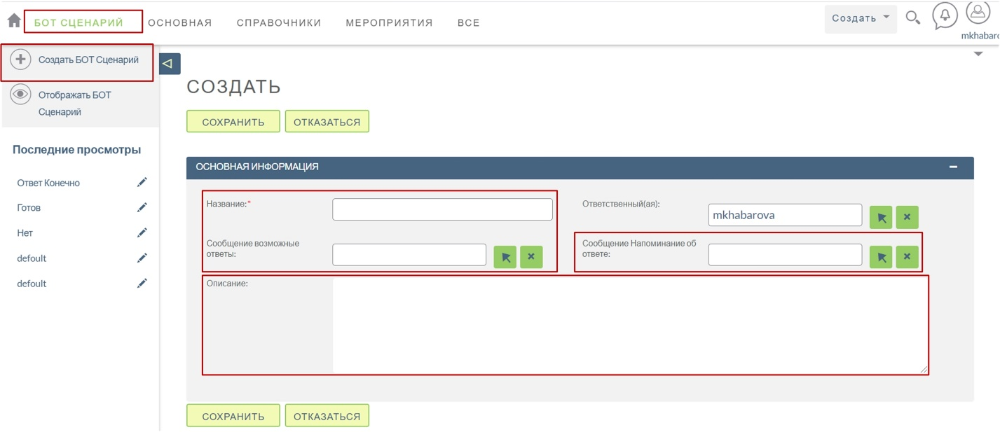 БОТ СЦЕНАРИЙ ОСНОВНАЯ СПРАВОЧНИКИ МЕРОПРИЯТИЯ ВСЕ Создать
mkhabaro
Создать БОТ Сценарий
Отображать БОТ
Сценарий
Последние просмотры
Ответ Конечно
Готов
Нет
default
default
СОЗДАТЬ
СОХРАНИТЬ ОТКАЗАТЬСЯ
ОСНОВНАЯ ИНФОРМАЦИЯ
Название:*
Ответственный(ая): mkhabarova
Сообщение возможные
ответы:
Сообщение Напоминание об
ответе:
Описание:
СОХРАНИТЬ ОТКАЗАТЬСЯ